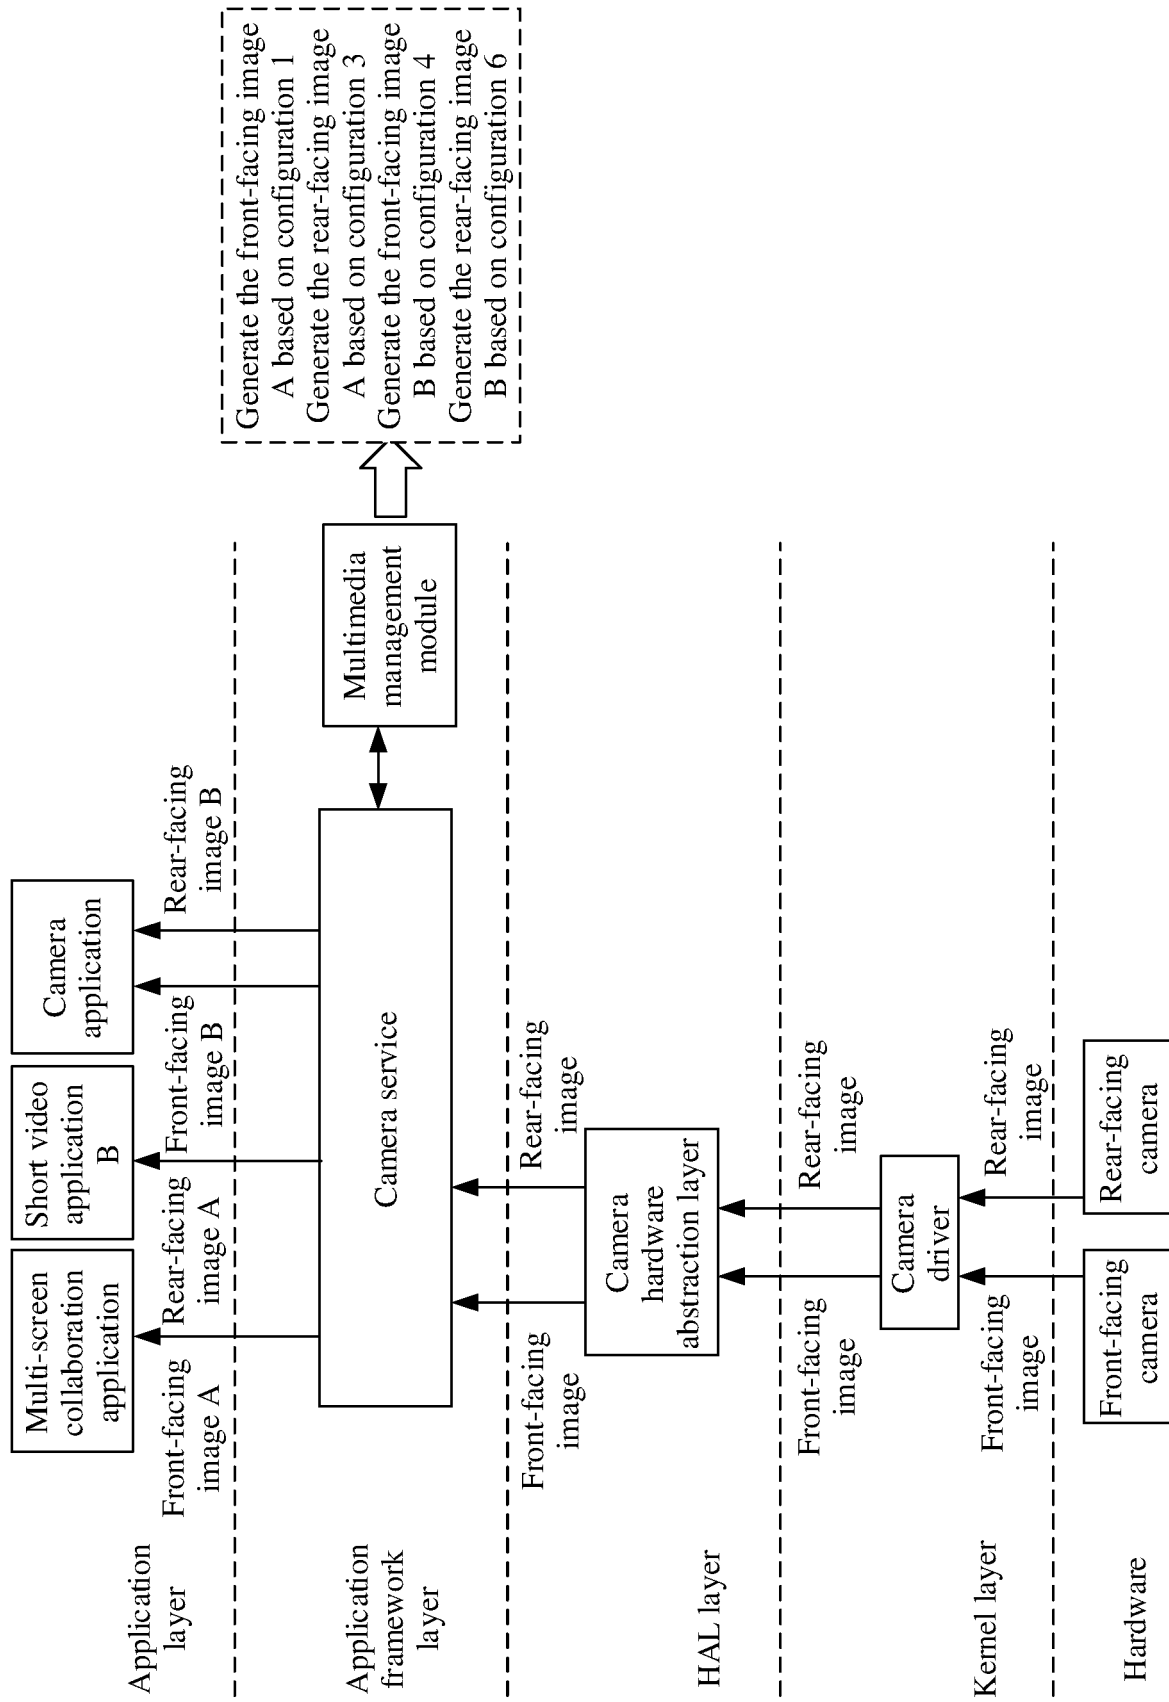 Application
layer
Multi-screen
collaboration
application
Short video
application
B
Camera
application
Front-facing
image A
Rear-facing
image A
Front-facing
image B
Rear-facing
image B
Application
framework
layer
Camera service
Multimedia
management
module
Generate the front-facing image
A based on configuration 1
Generate the rear-facing image
A based on configuration 3
Generate the front-facing image
B based on configuration 4
Generate the rear-facing image
B based on configuration 6
Front-facing
image
Rear-facing
image
HAL layer
Camera
hardware
abstraction layer
Front-facing
image
Rear-facing
image
Kernel layer
Camera
driver
Front-facing
image
Rear-facing
image
Hardware
Front-facing
camera
Rear-facing
camera